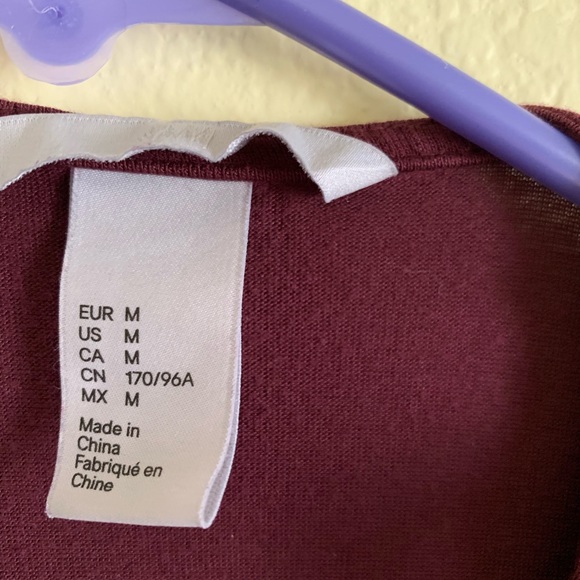 EUR M
US M
CA M
CN 170/96A
MX M
Made in
China
Fabriqué en
Chine